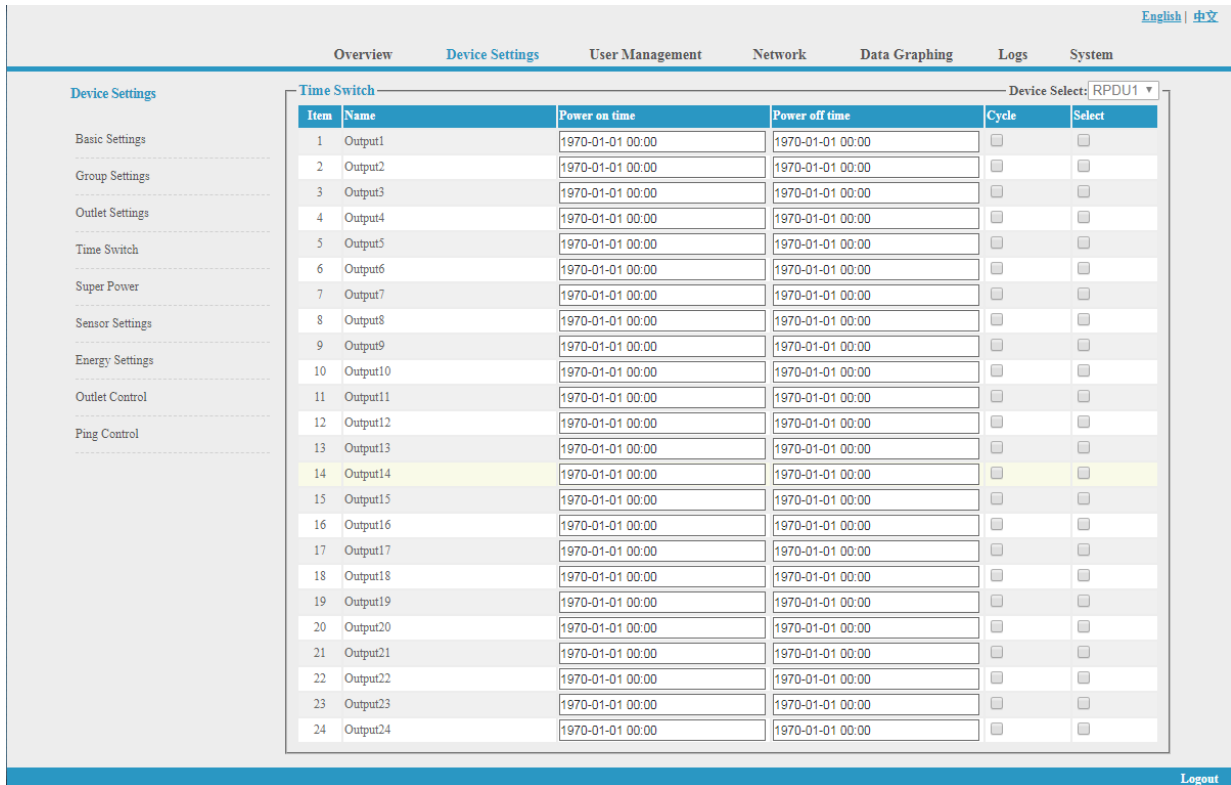 English | 中文
Overview Device Settings User Management Network Data Graphing Logs System
Device Settings
Basic Settings
Group Settings
Outlet Settings
Time Switch
Super Power
Sensor Settings
Energy Settings
Outlet Control
Ping Control
Time Switch Device Select: RPDU1
Item Name Power on time Power off time Cycle Select
1 Output1 1970-01-01 00:00 1970-01-01 00:00
2 Output2 1970-01-01 00:00 1970-01-01 00:00
3 Output3 1970-01-01 00:00 1970-01-01 00:00
4 Output4 1970-01-01 00:00 1970-01-01 00:00
5 Output5 1970-01-01 00:00 1970-01-01 00:00
6 Output6 1970-01-01 00:00 1970-01-01 00:00
7 Output7 1970-01-01 00:00 1970-01-01 00:00
8 Output8 1970-01-01 00:00 1970-01-01 00:00
9 Output9 1970-01-01 00:00 1970-01-01 00:00
10 Output10 1970-01-01 00:00 1970-01-01 00:00
11 Output11 1970-01-01 00:00 1970-01-01 00:00
12 Output12 1970-01-01 00:00 1970-01-01 00:00
13 Output13 1970-01-01 00:00 1970-01-01 00:00
14 Output14 1970-01-01 00:00 1970-01-01 00:00
15 Output15 1970-01-01 00:00 1970-01-01 00:00
16 Output16 1970-01-01 00:00 1970-01-01 00:00
17 Output17 1970-01-01 00:00 1970-01-01 00:00
18 Output18 1970-01-01 00:00 1970-01-01 00:00
19 Output19 1970-01-01 00:00 1970-01-01 00:00
20 Output20 1970-01-01 00:00 1970-01-01 00:00
21 Output21 1970-01-01 00:00 1970-01-01 00:00
22 Output22 1970-01-01 00:00 1970-01-01 00:00
23 Output23 1970-01-01 00:00 1970-01-01 00:00
24 Output24 1970-01-01 00:00 1970-01-01 00:00
Logout